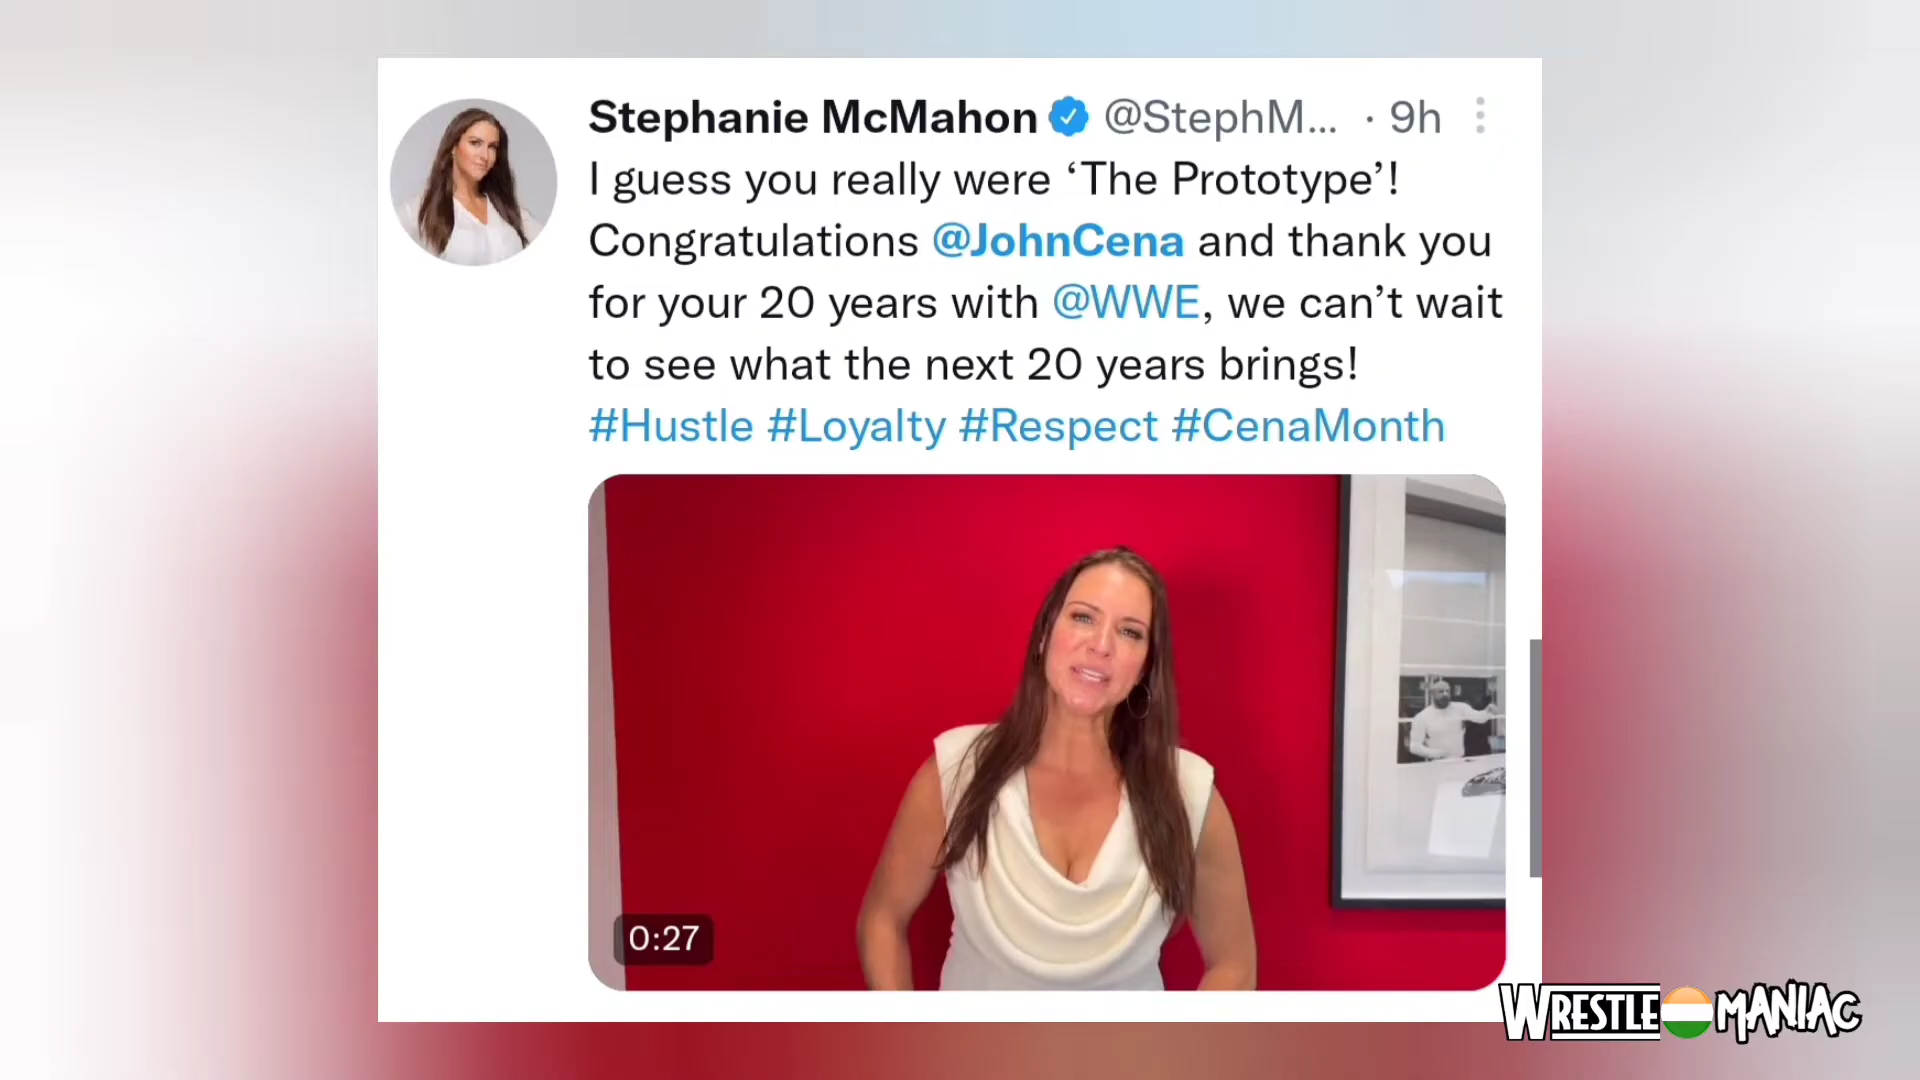 Stephanie McMahon @StephM... · 9h
I guess you really were ‘The Prototype’!
Congratulations @JohnCena and thank you
for your 20 years with @WWE, we can’t wait
to see what the next 20 years brings!
#Hustle #Loyalty #Respect #CenaMonth
0:27
WRESTLE MANIAC